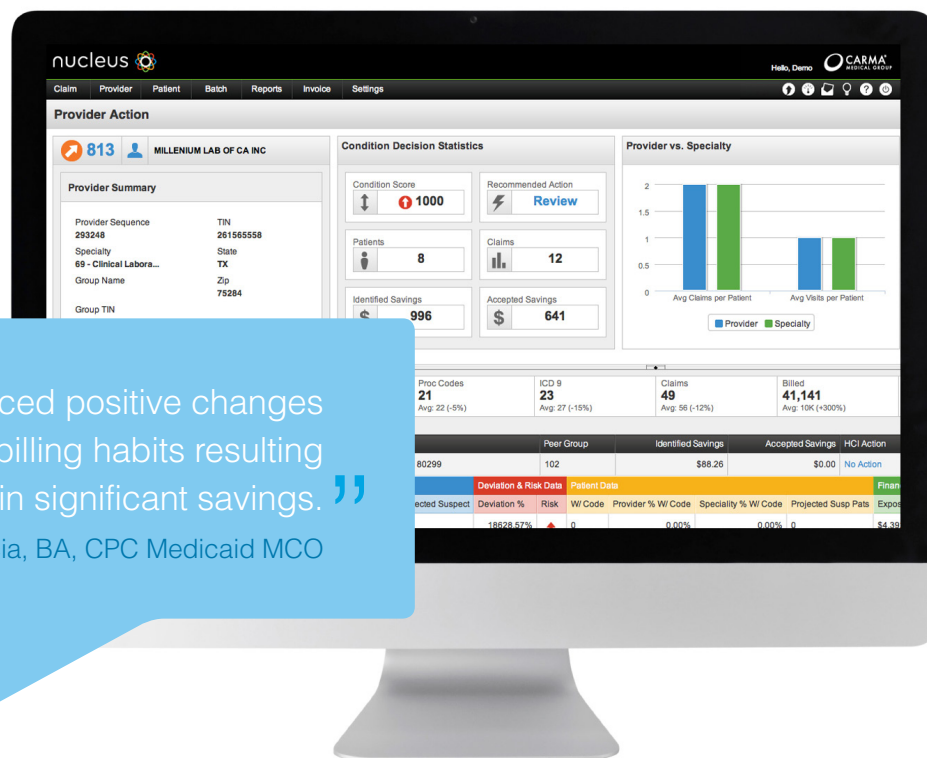 nucleus
Hello, Demo CARMA
MEDICAL GROUP
Claim Provider Patient Batch Reports Invoice Settings
Provider Action
813 MILLENIUM LAB OF CA INC
Provider Summary
Provider Sequence TIN
293248 261565558
Specialty State
69 - Clinical Labora... TX
Group Name Zip
75284
Group TIN
Condition Decision Statistics
Condition Score Recommended Action
1000 Review
Patients Claims
8 12
Identified Savings Accepted Savings
$ 996 $ 641
Provider vs. Specialty
2
1.5
1
0.5
0
Avg Claims per Patient Avg Visits per Patient
Provider Specialty
Proc Codes ICD 9 Claims Billed
21 23 49 41,141
Avg: 22 (-5%) Avg: 27 (-15%) Avg: 56 (-12%) Avg: 10K (+300%)
Peer Group Identified Savings Accepted Savings HCI Action
80299 102 $88.26 $0.00 No Action
Deviation & Risk Data Patient Data Finan
ected Suspect Deviation % Risk W/ Code Provider % W/ Code Speciality % W/ Code Projected Susp Pats Expos
18628.57% 0 0.00% 0.00% 0 $4.39
ced positive changes
billing habits resulting
in significant savings.”
ia, BA, CPC Medicaid MCO